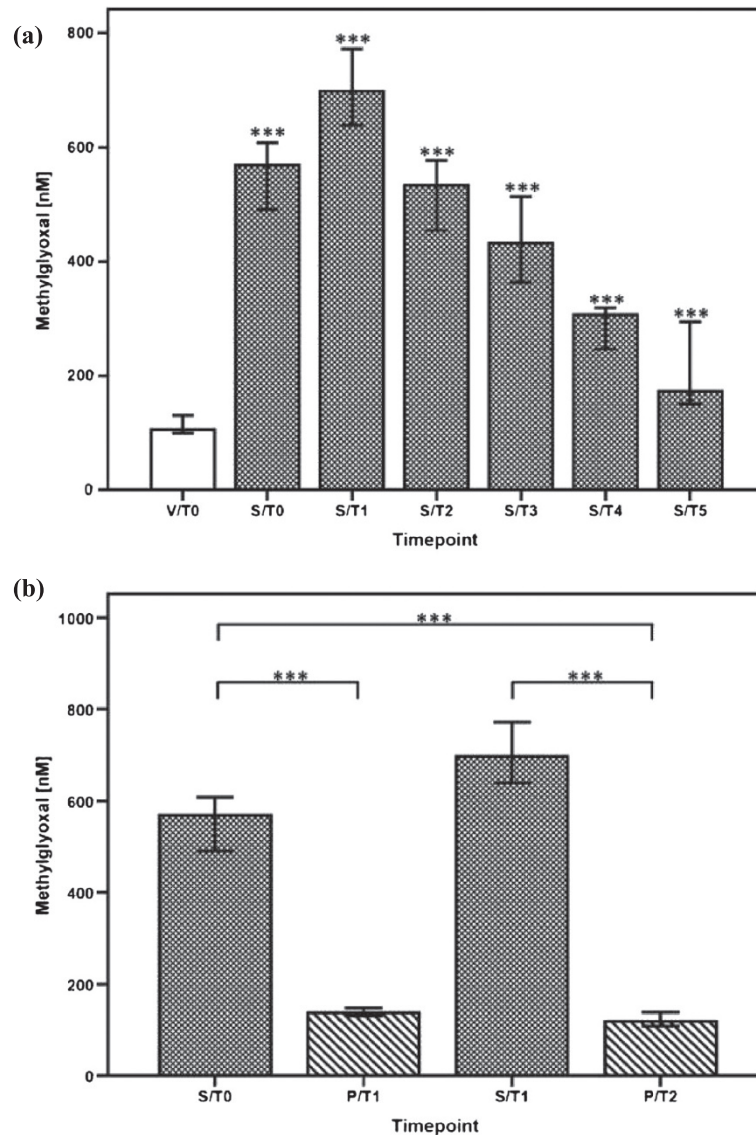 (a)
800
600
400
200
0
Methylglyoxal [nM]
***
***
***
***
***
***
V/T0 S/T0 S/T1 S/T2 S/T3 S/T4 S/T5
Timepoint
(b)
1000
800
600
400
200
0
Methylglyoxal [nM]
***
*** ***
S/T0 P/T1 S/T1 P/T2
Timepoint